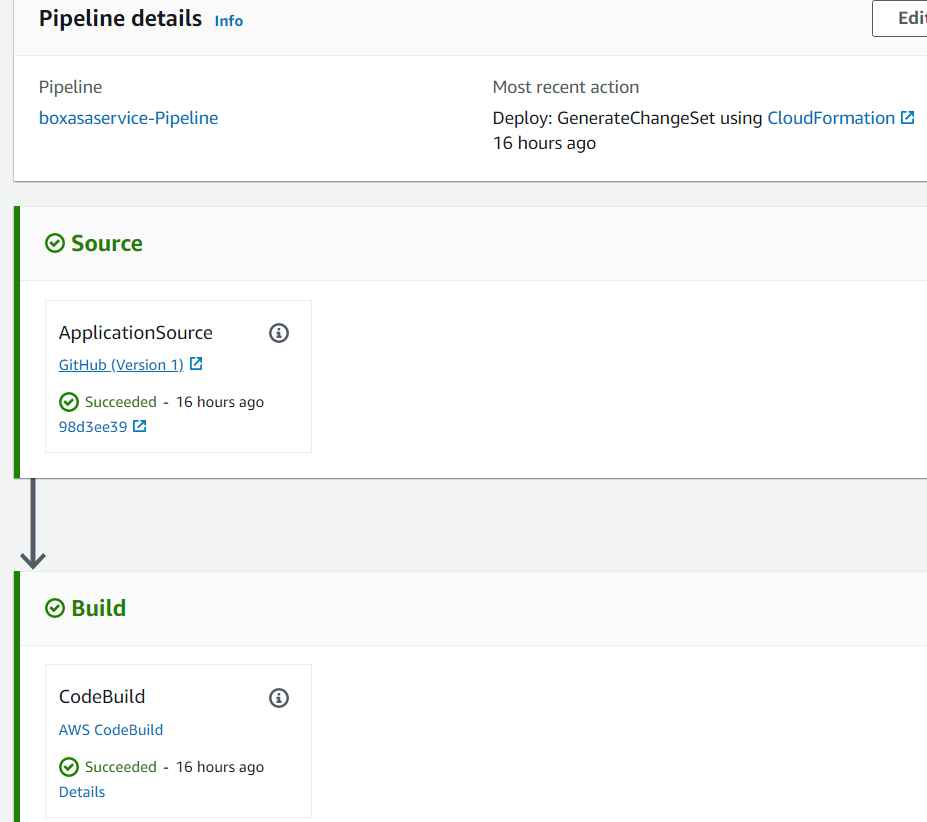 Pipeline details Info
Pipeline
boxasaservice-Pipeline
Most recent action
Deploy: GenerateChangeSet using CloudFormation
16 hours ago
Source
ApplicationSource
GitHub (Version 1)
Succeeded - 16 hours ago
98d3ee39
Build
CodeBuild
AWS CodeBuild
Succeeded - 16 hours ago
Details